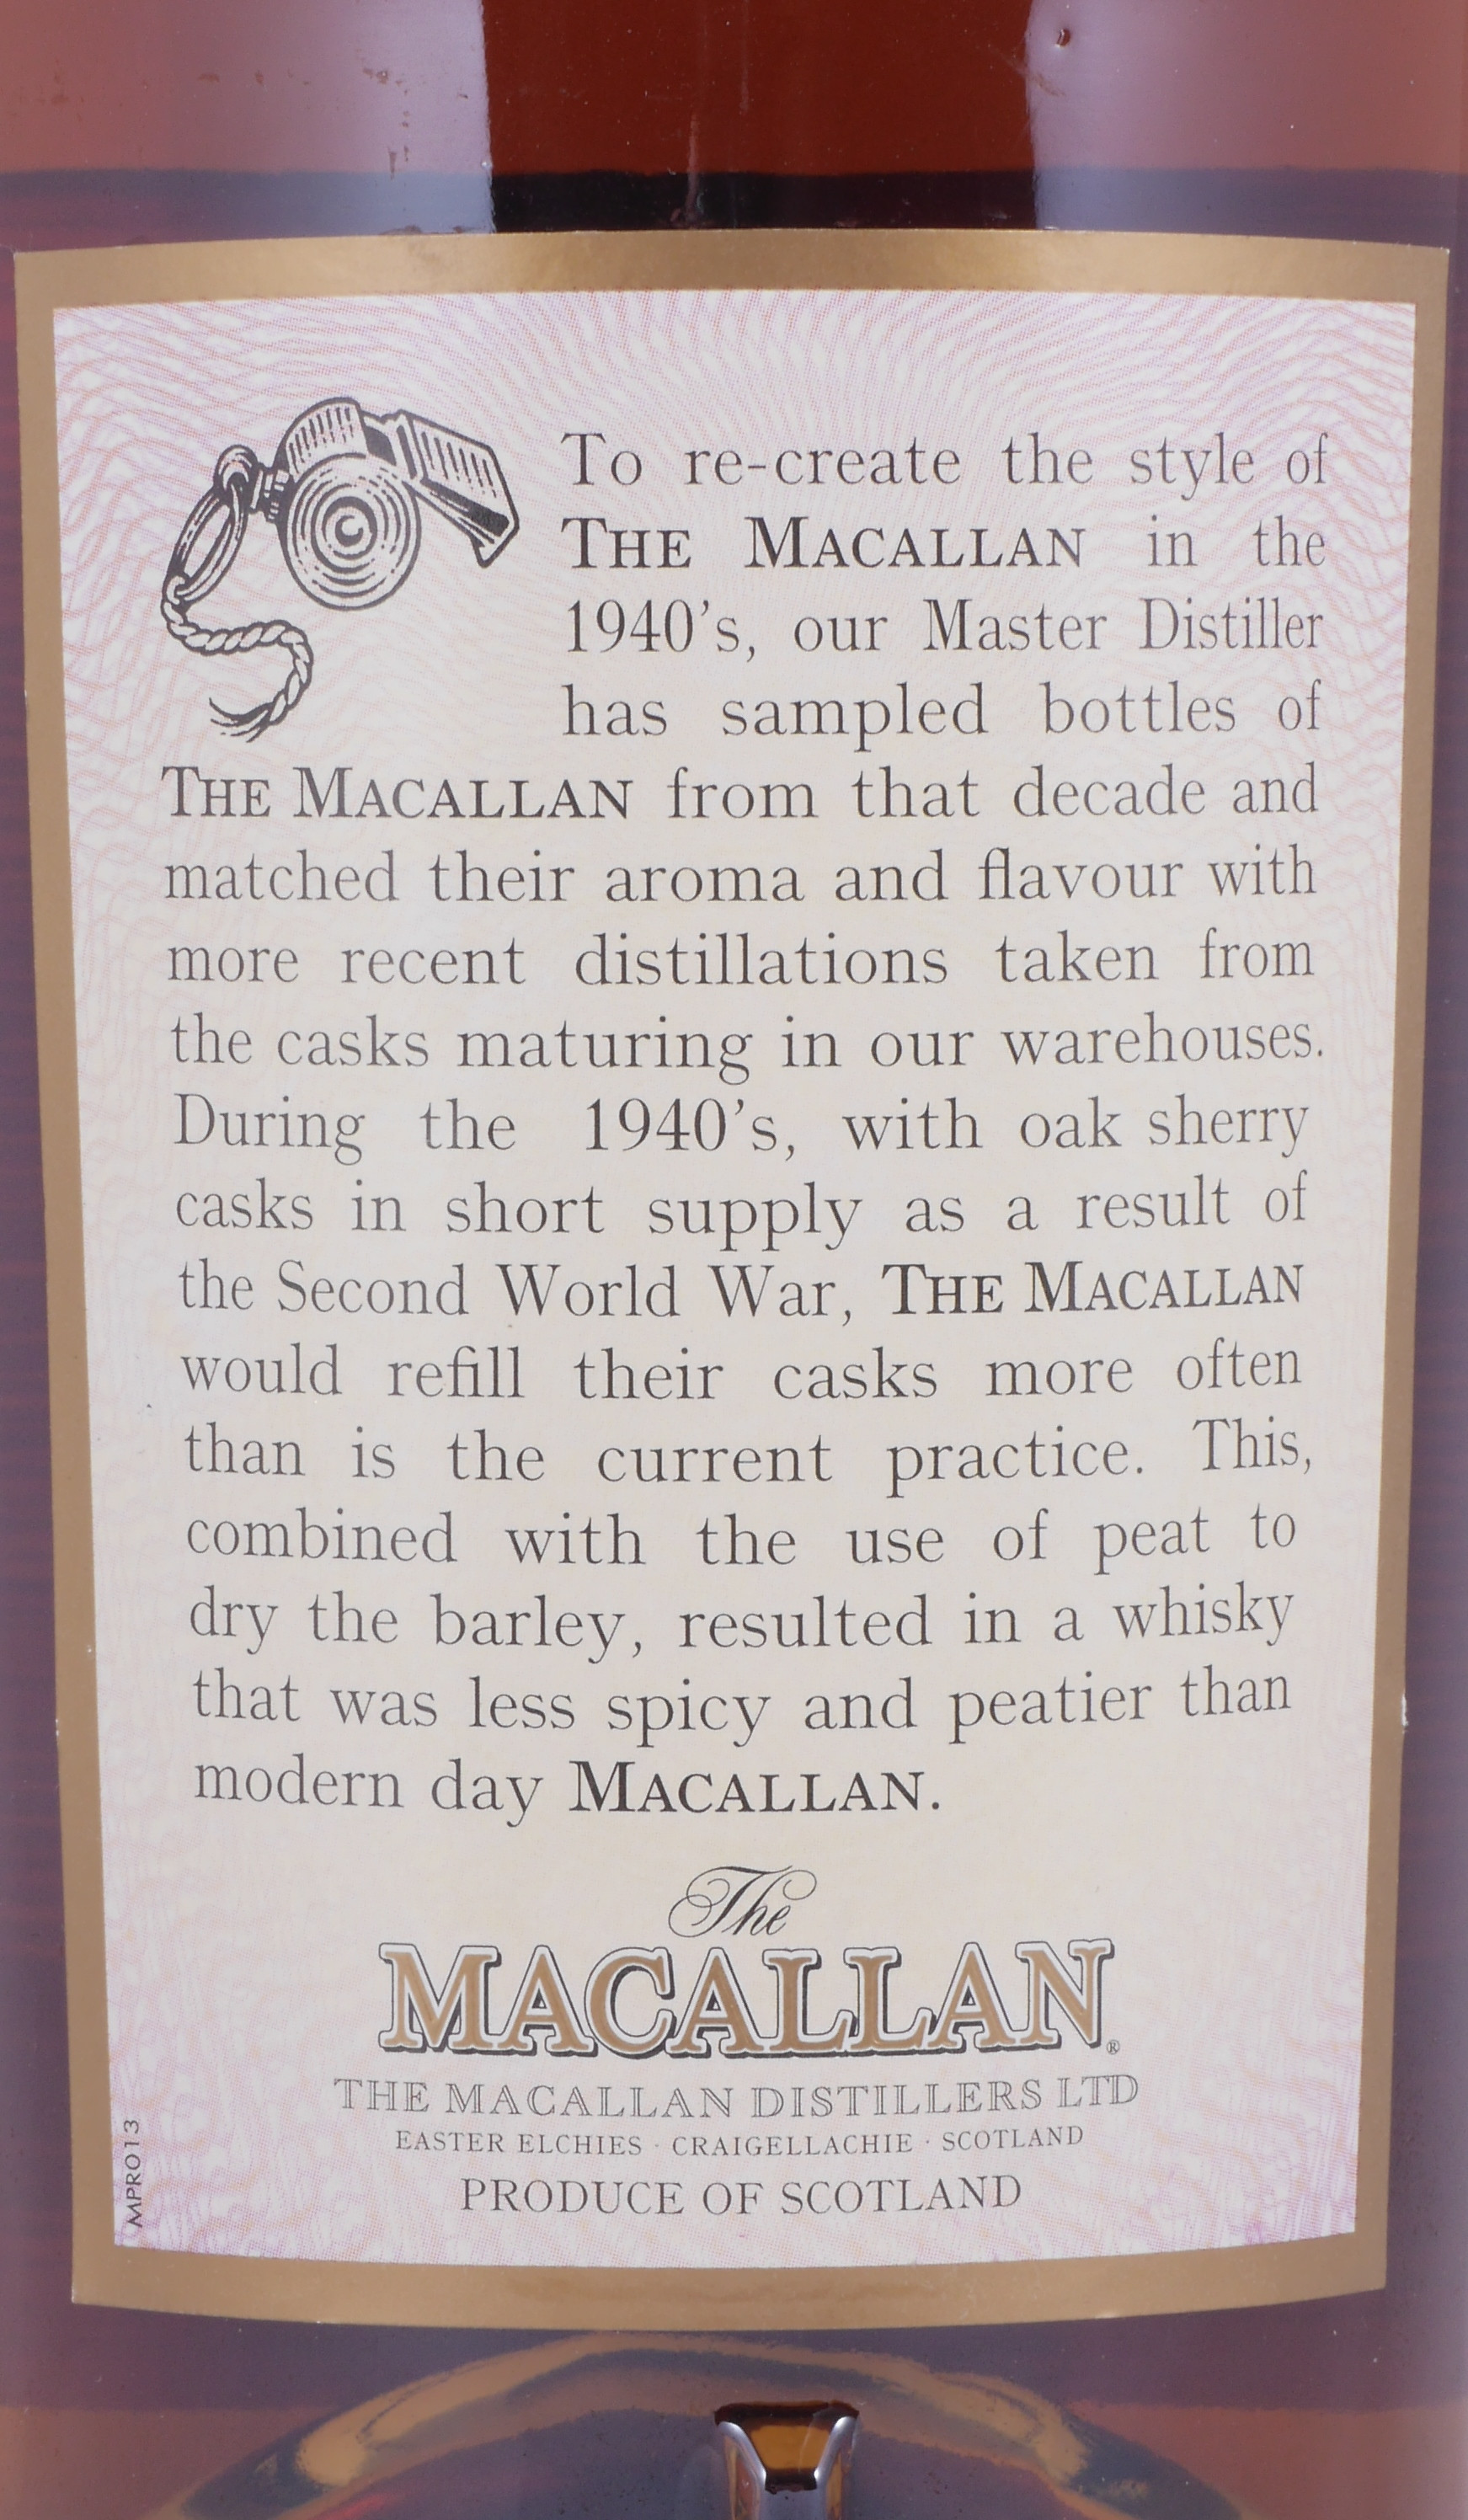 To re-create the style of
THE MACALLAN in the
1940's, our Master Distiller
has sampled bottles of
THE MACALLAN from that decade and
matched their aroma and flavour with
more recent distillations taken from
the casks maturing in our warehouses.
During the 1940's, with oak sherry
casks in short supply as a result of
the Second World War, THE MACALLAN
would refill their casks more often
than is the current practice. This,
combined with the use of peat to
dry the barley, resulted in a whisky
that was less spicy and peatier than
modern day MACALLAN.
The
MACALLAN®
THE MACALLAN DISTILLERS LTD
EASTER ELCHIES · CRAIGELLACHIE · SCOTLAND
PRODUCE OF SCOTLAND
MPR013